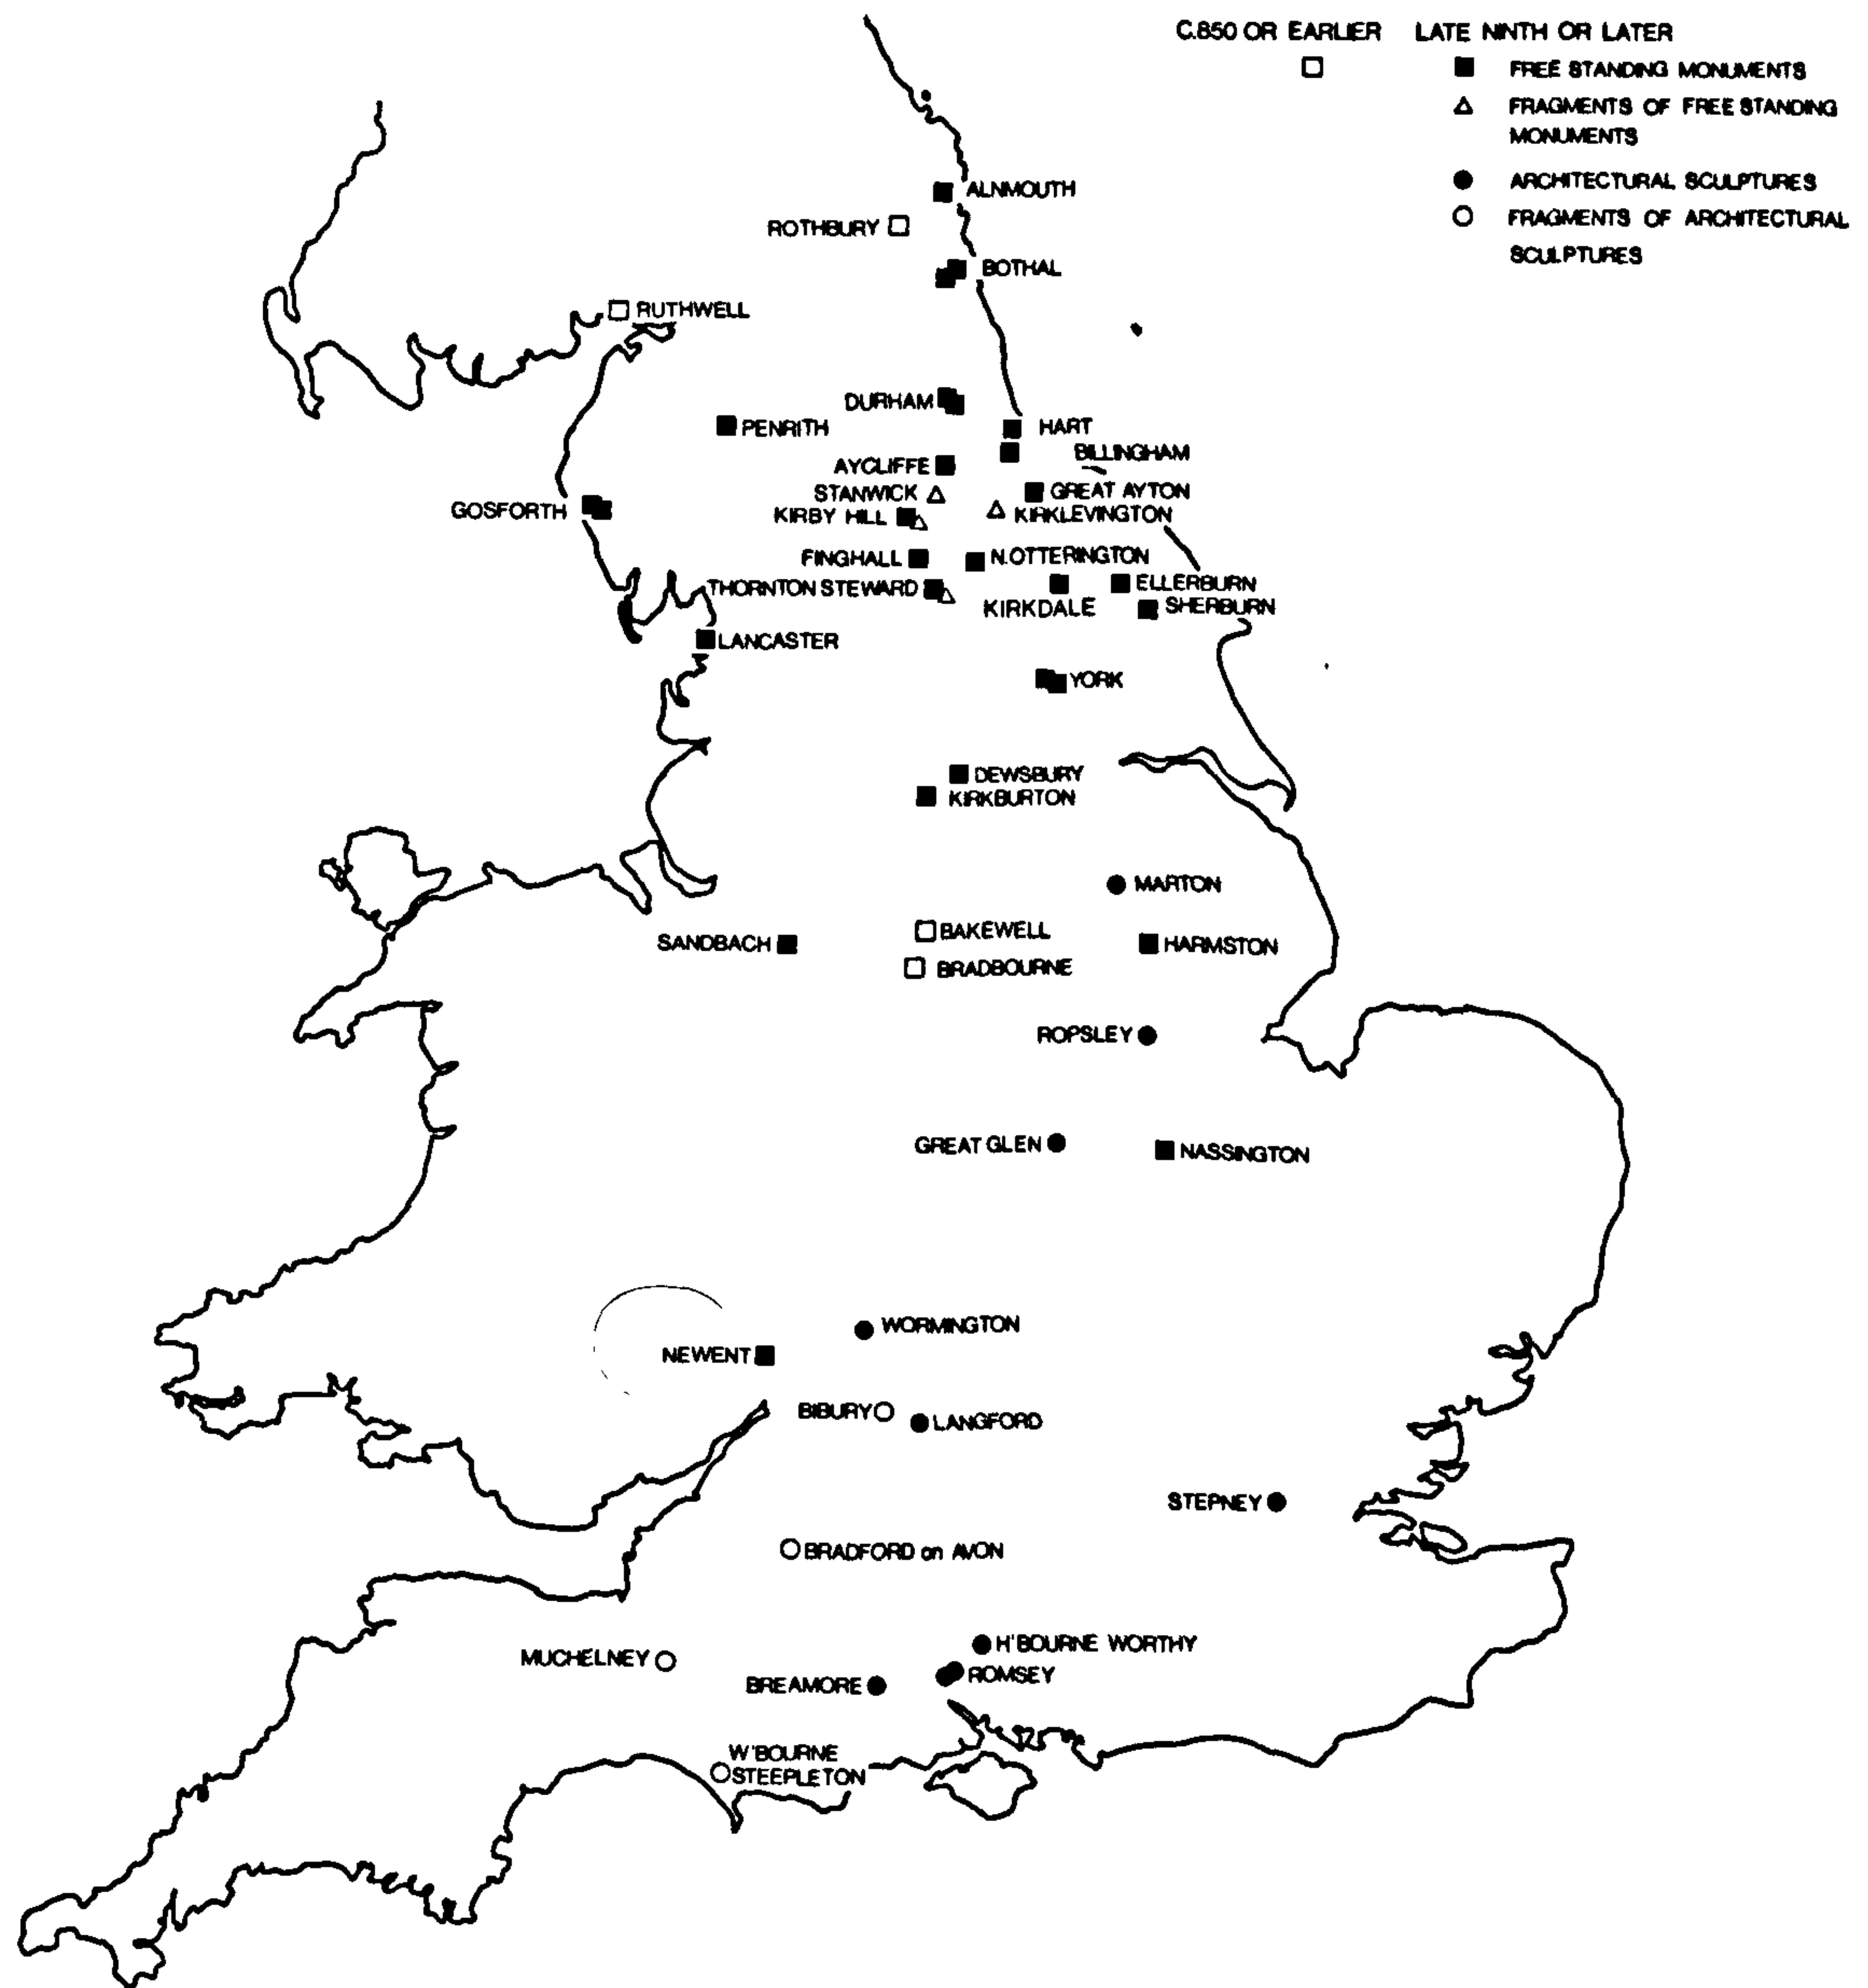 C.850 OR EARLIER LATE NINTH OR LATER
FREE STANDING MONUMENTS
FRAGMENTS OF FREE STANDING
MONUMENTS
ARCHITECTURAL SCULPTURES
FRAGMENTS OF ARCHITECTURAL
SCULPTURES
ALNMOUTH
ROTHBURY
BOTHAL
RUTHWELL
DURHAM
PENRITH
HART
BILLINGHAM
AYCLIFFE
STANWICK
GREAT AYTON
GOSFORTH
KIRBY HILL
KIRKLEVINGTON
FINGHALL
N.OTTERINGTON
THORNTON STEWARD
ELLERBURN
KIRKDALE
SHERBURN
LANCASTER
YORK
DEWSBURY
KIRKBURTON
MARTON
BAKEWELL
SANDBACH
HARMSTON
BRADBOURNE
ROPSLEY
GREAT GLEN
NASSINGTON
WORMINGTON
NEWENT
BIBURY
LANGFORD
STEPNEY
BRADFORD on AVON
H'BOURNE WORTHY
MUCHELNEY
ROMSEY
BREAMORE
W'BOURNE
STEEPLETON